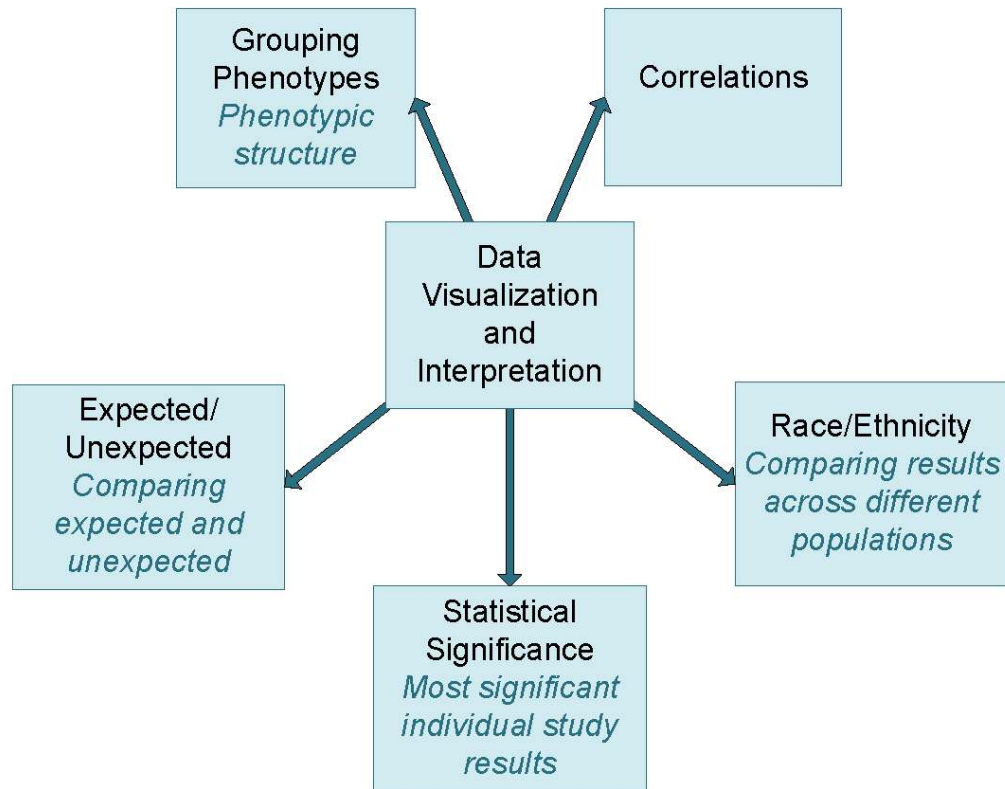 Grouping
Phenotypes
Phenotypic
structure
Correlations
Data
Visualization
and
Interpretation
Expected/
Unexpected
Comparing
expected and
unexpected
Race/Ethnicity
Comparing results
across different
populations
Statistical
Significance
Most significant
individual study
results